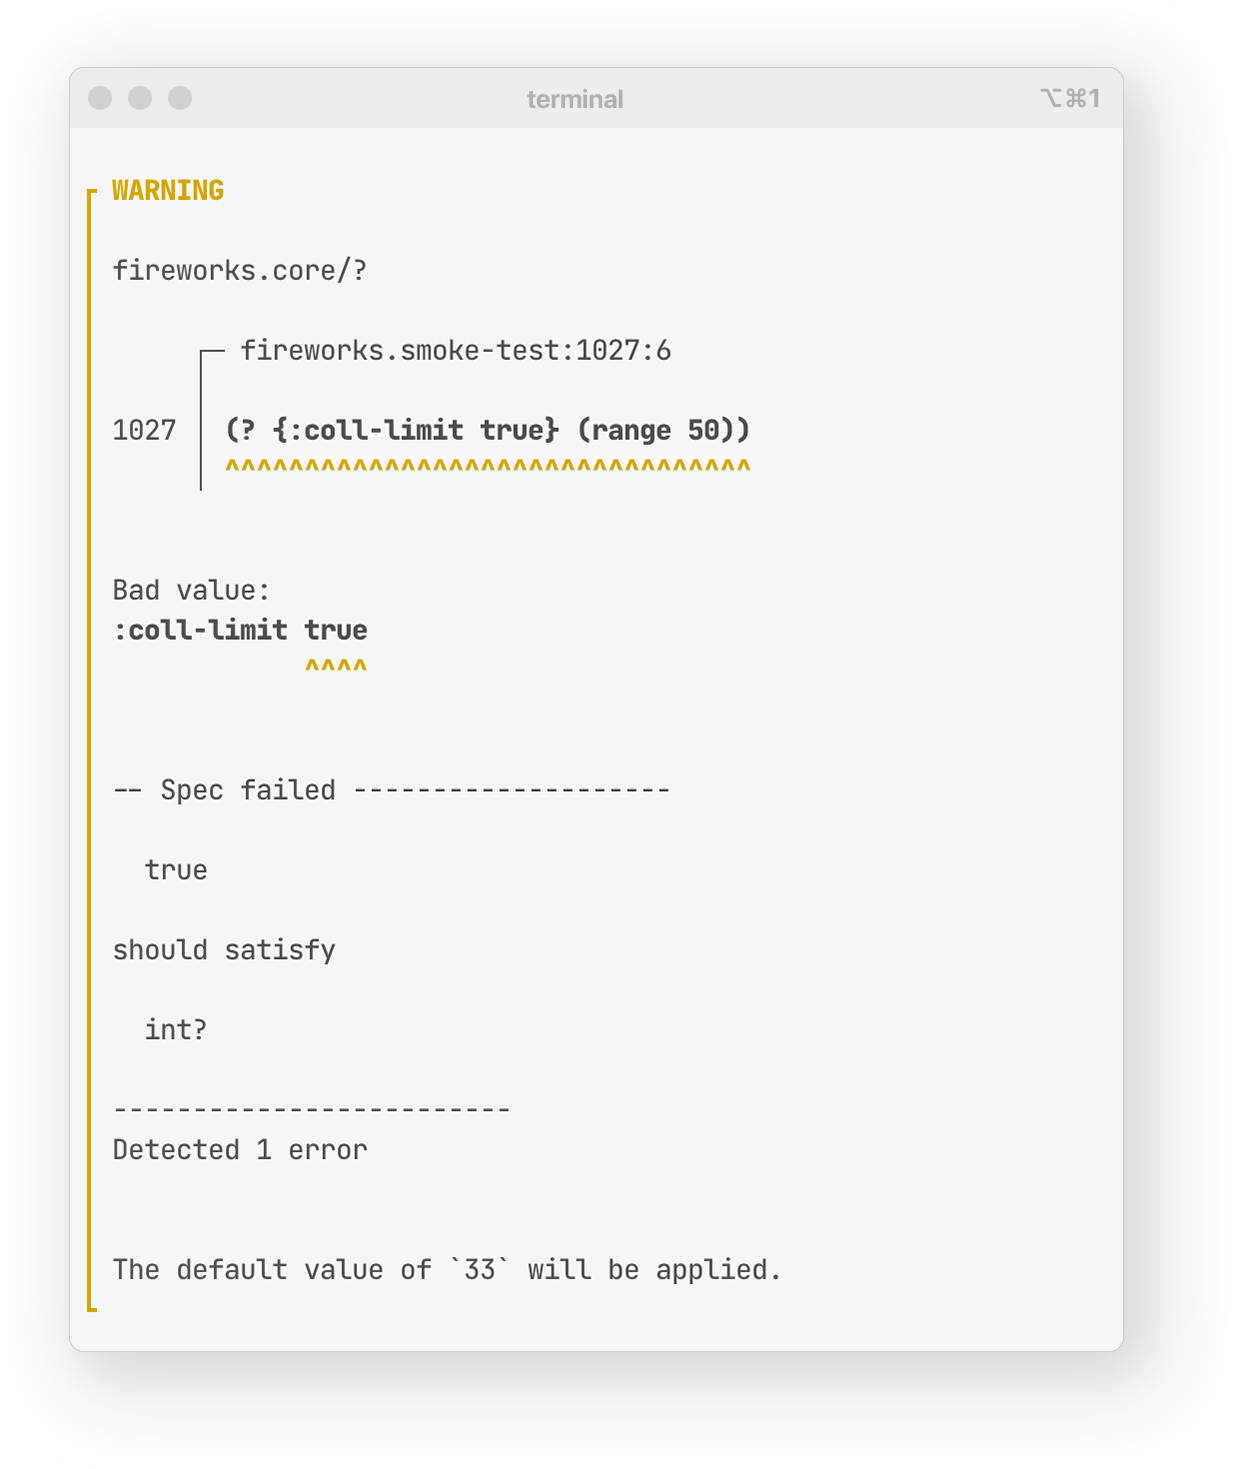 terminal
⌥⌘1
WARNING
fireworks.core/?
fireworks.smoke-test:1027:6
1027 (? {:coll-limit true} (range 50))
^^^^^^^^^^^^^^^^^^^^^^^^^^^^^^^^^
Bad value:
:coll-limit true
^^^^
-- Spec failed --------------------
true
should satisfy
int?
-------------------------
Detected 1 error
The default value of `33` will be applied.